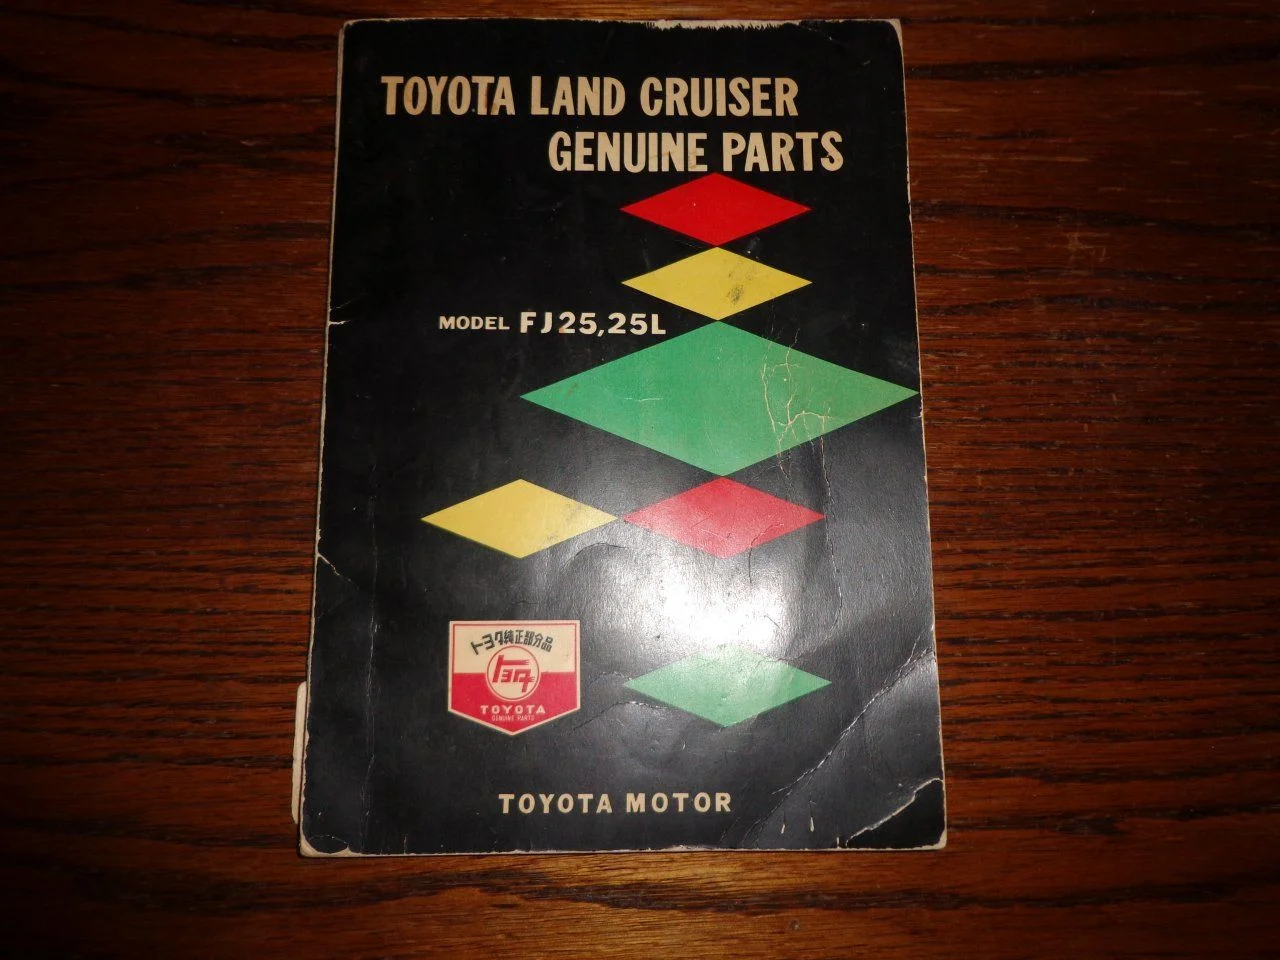 TOYOTA LAND CRUISER
GENUINE PARTS
MODEL FJ25,25L
トヨタ純正部分品
トヨタ
TOYOTA
GENUINE PARTS
TOYOTA MOTOR